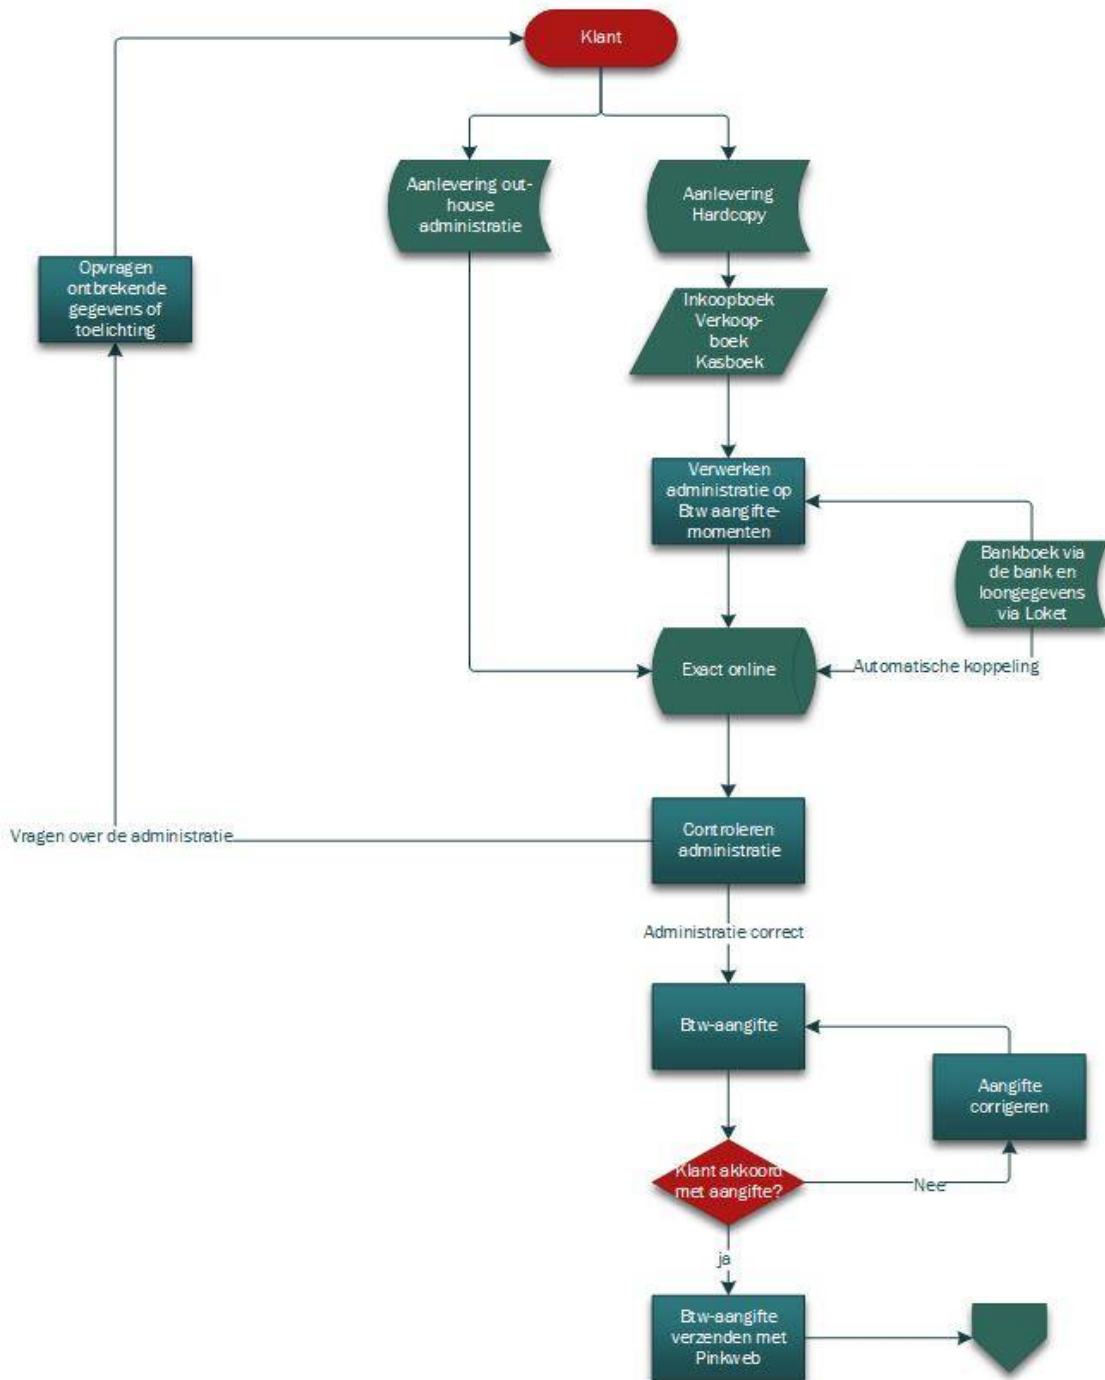 Klant
Aanlevering out-
house
administratie
Aanlevering
Hardcopy
Opvragen
ontbrekende
gegevens of
toelichting
Inkoopboek
Verkoop-
boek
Kasboek
Verwerken
administratie op
Btw aangifte-
momenten
Bankboek via
de bank en
loongegevens
via Loket
Exact online
Automatische koppeling
Controleren
administratie
Vragen over de administratie
Administratie correct
Btw-aangifte
Aangifte
corrigeren
Klant akkoord
met aangifte?
Nee
ja
Btw-aangifte
verzenden met
Pinkweb